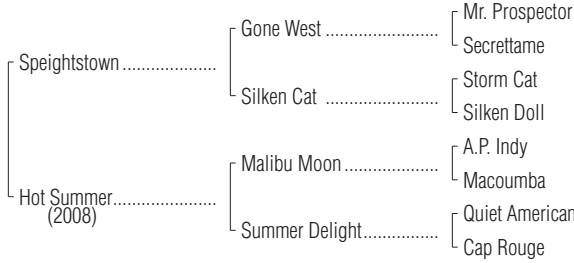 Mr. Prospector
Gone West ......................
Secrettame
Speightstown ...................
Storm Cat
Silken Cat ......................
Silken Doll
A.P. Indy
Malibu Moon ..................
Macoumba
Hot Summer.....................
(2008)
Quiet American
Summer Delight...............
Cap Rouge